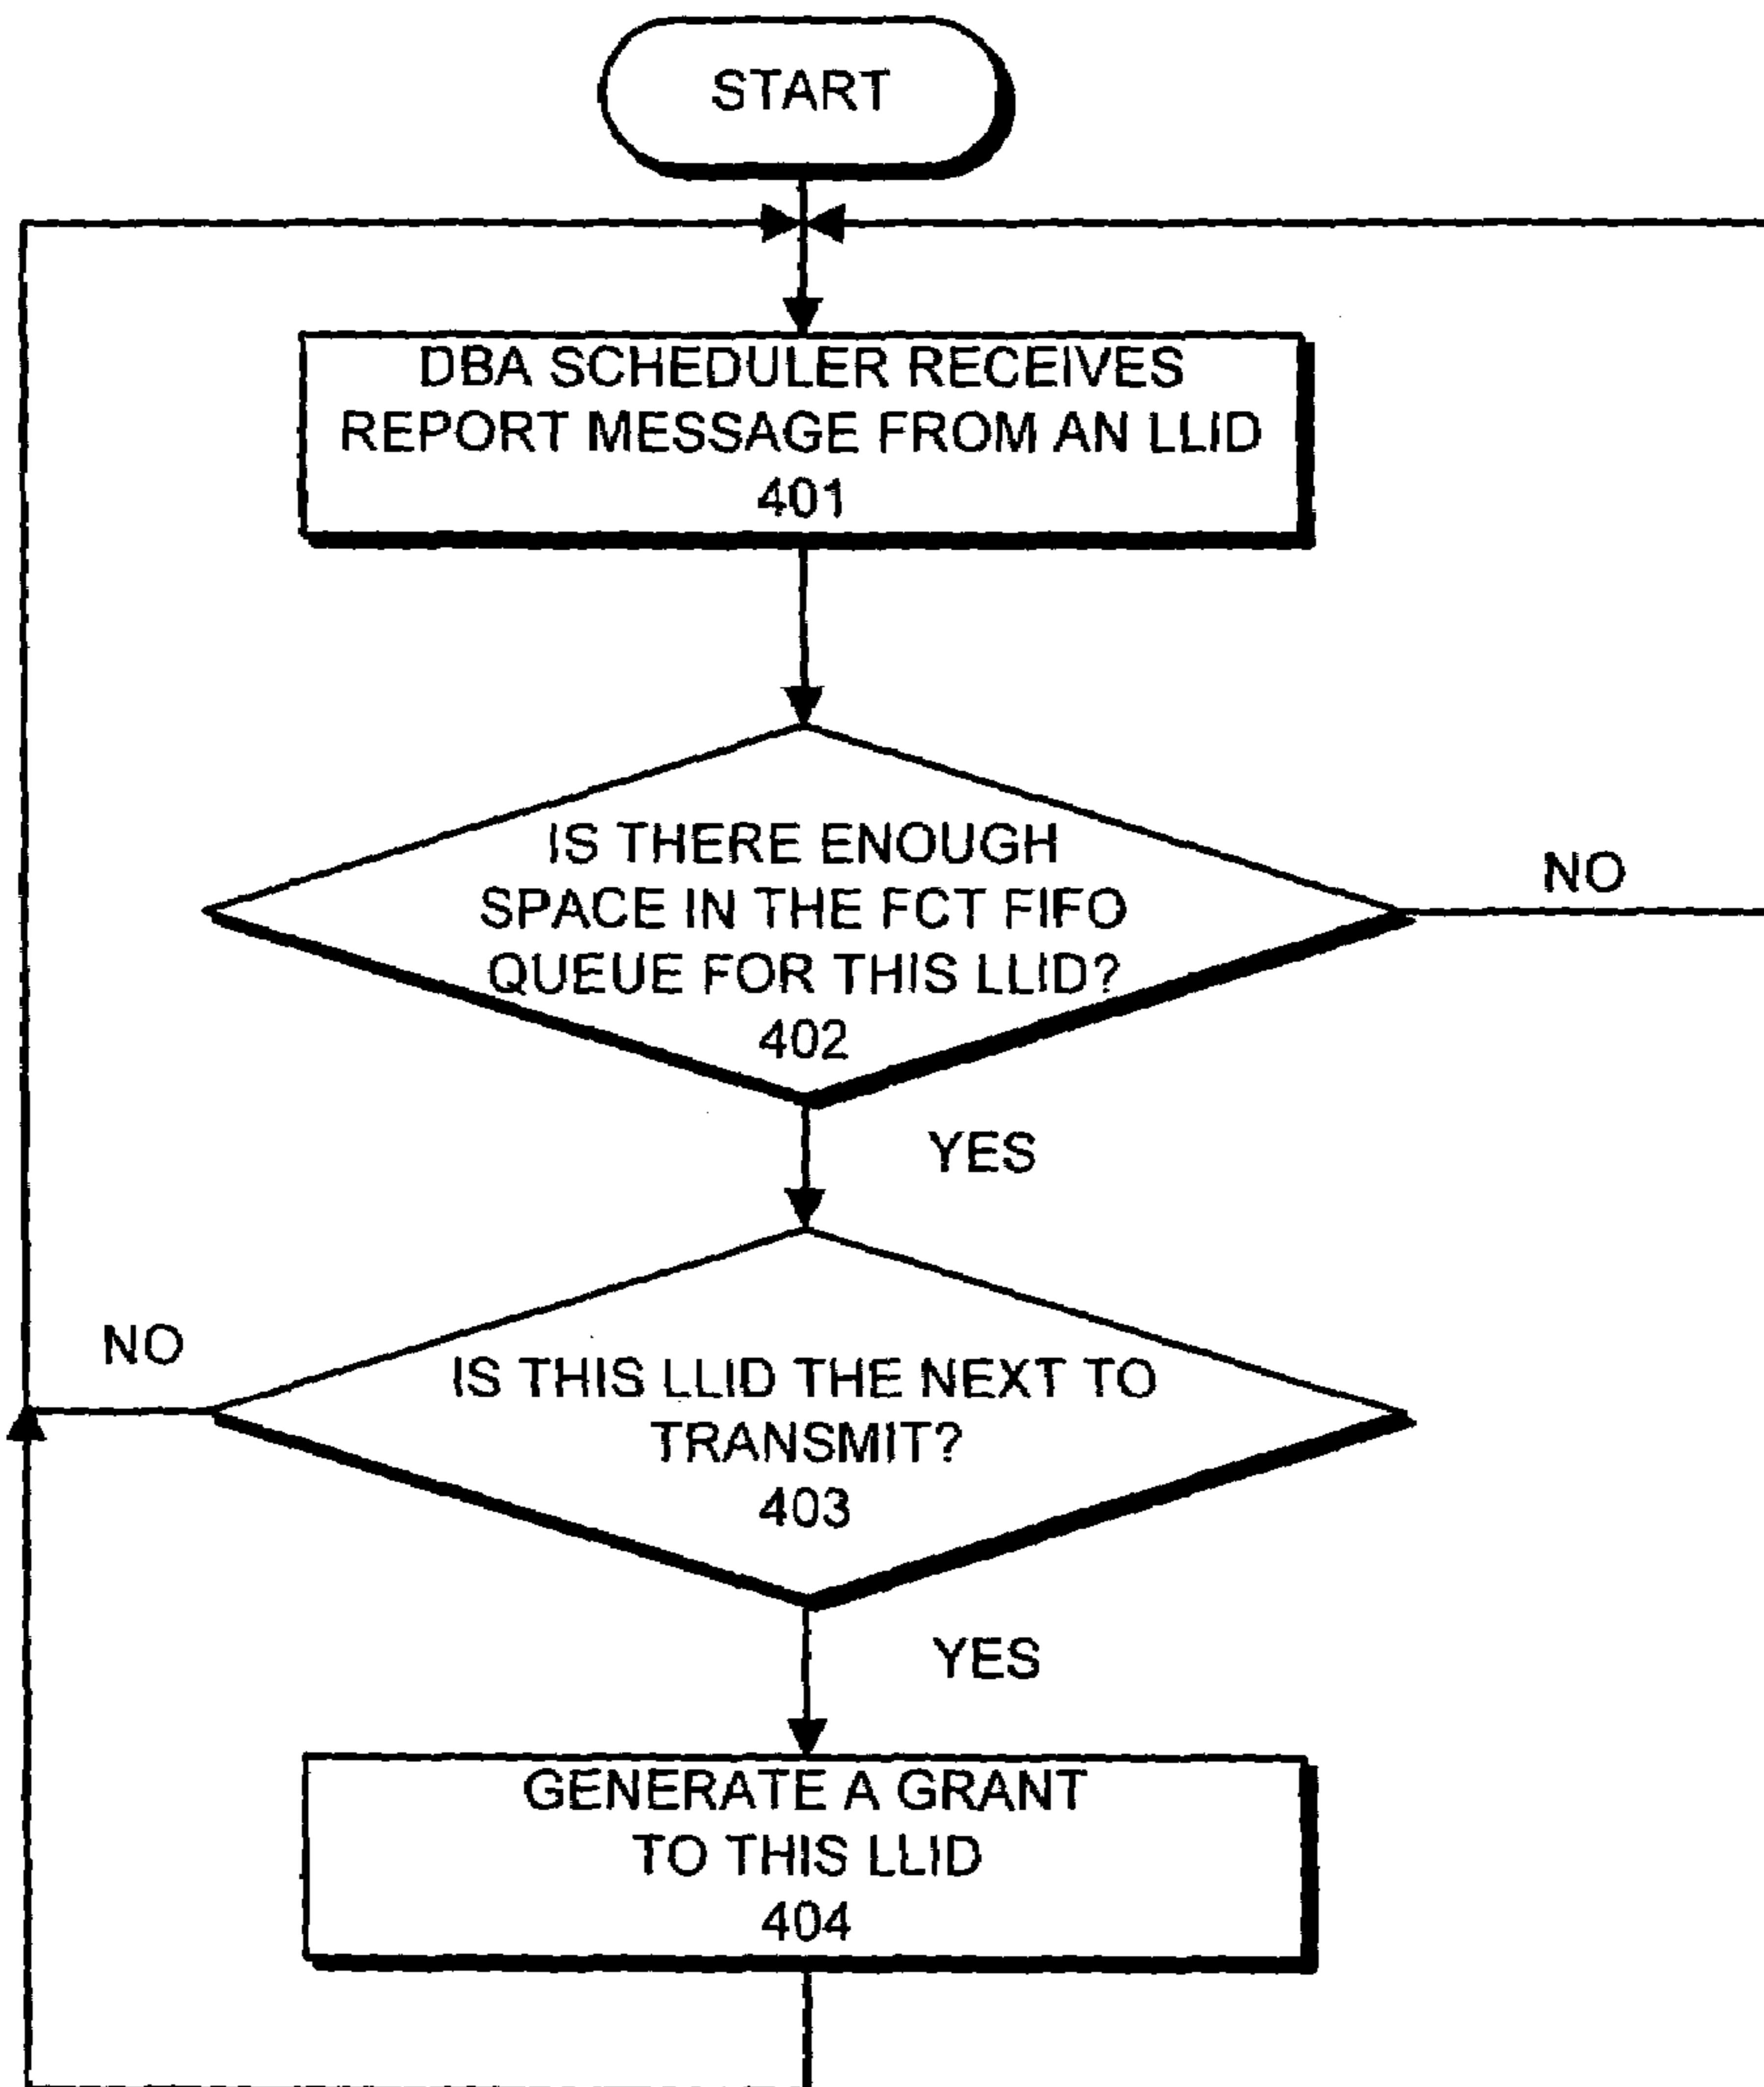 START
DBA SCHEDULER RECEIVES
REPORT MESSAGE FROM AN LLID
401
IS THERE ENOUGH
SPACE IN THE FCT FIFO
QUEUE FOR THIS LLID?
402
NO
YES
NO
IS THIS LLID THE NEXT TO
TRANSMIT?
403
YES
GENERATE A GRANT
TO THIS LLID
404